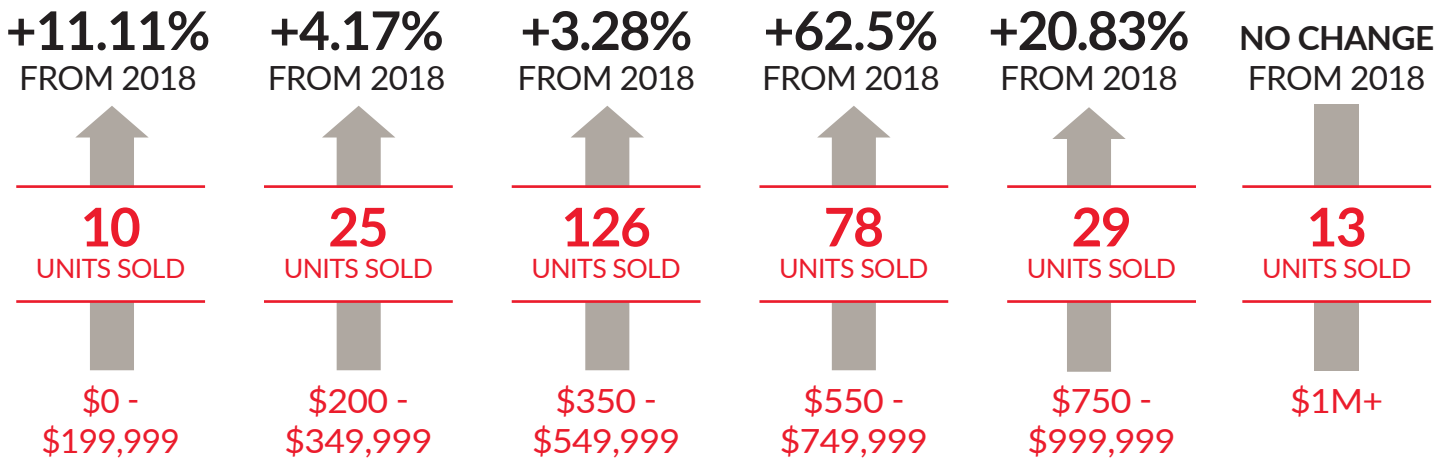 +11.11%
FROM 2018
10
UNITS SOLD
$0 -
$199,999
+4.17%
FROM 2018
25
UNITS SOLD
$200 -
$349,999
+3.28%
FROM 2018
126
UNITS SOLD
$350 -
$549,999
+62.5%
FROM 2018
78
UNITS SOLD
$550 -
$749,999
+20.83%
FROM 2018
29
UNITS SOLD
$750 -
$999,999
NO CHANGE
FROM 2018
13
UNITS SOLD
$1M+